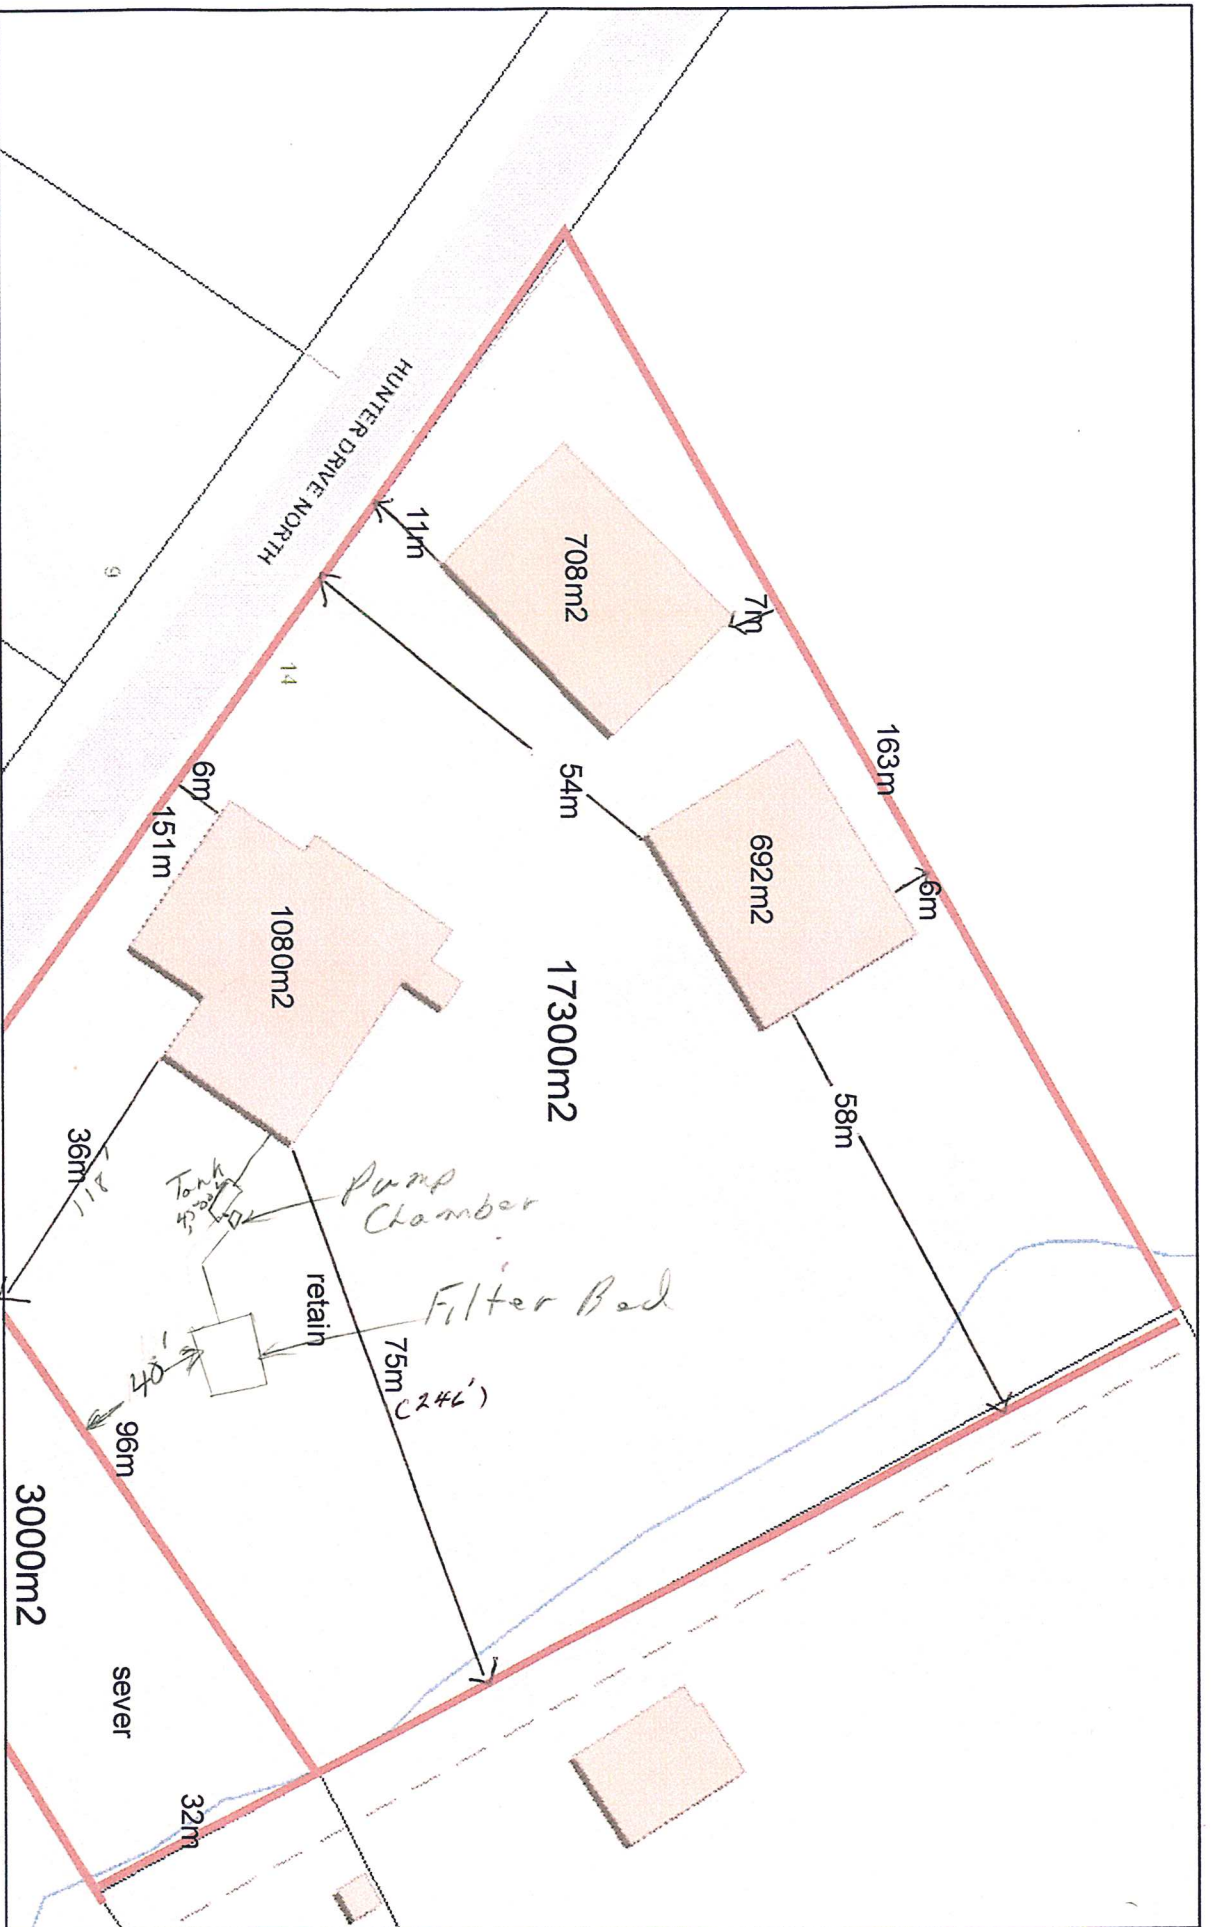 HUNTER DRIVE NORTH
9
14
11m
708m2
7m
163m
54m
692m2
6m
6m
151m
1080m2
17300m2
58m
36m
118'
Tank
Pump
Chamber
retain
Filter Bed
75m
(246')
40'
96m
3000m2
sever
32m